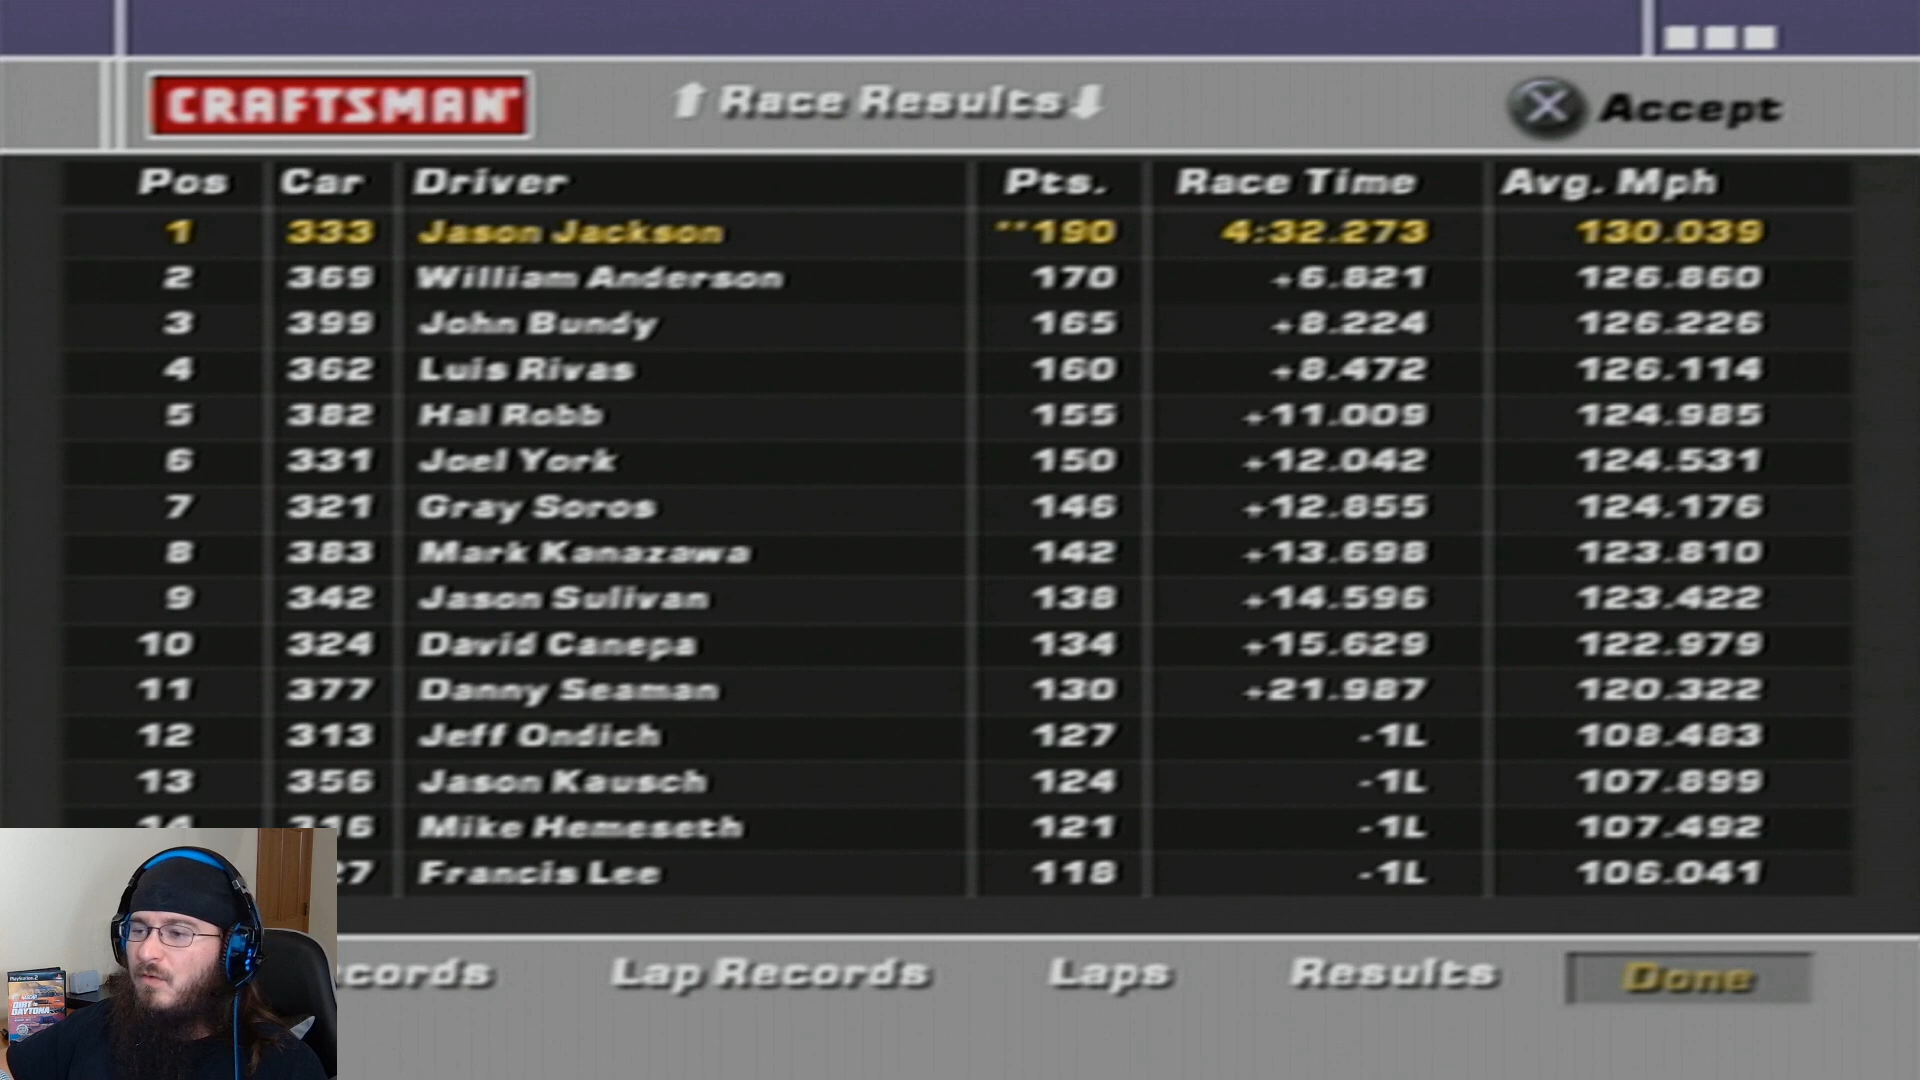 CRAFTSMAN
Race Results
Accept
Pos Car Driver Pts. Race Time Avg. Mph
1 333 Jason Jackson **190 4:32.273 130.039
2 369 William Anderson 170 +6.821 126.860
3 399 John Bundy 165 +8.224 126.226
4 362 Luis Rivas 160 +8.472 126.114
5 382 Hal Robb 155 +11.009 124.985
6 331 Joel York 150 +12.042 124.531
7 321 Gray Soros 146 +12.855 124.176
8 383 Mark Kanazawa 142 +13.698 123.810
9 342 Jason Sulivan 138 +14.596 123.422
10 324 David Canepa 134 +15.629 122.979
11 377 Danny Seaman 130 +21.987 120.322
12 313 Jeff Ondich 127 -1L 108.483
13 356 Jason Kausch 124 -1L 107.899
14 316 Mike Hemeseth 121 -1L 107.492
Francis Lee 118 -1L 106.041
Lap Records Laps Results Done
PlayStation 2
NASCAR
DIRT
DAYTONA